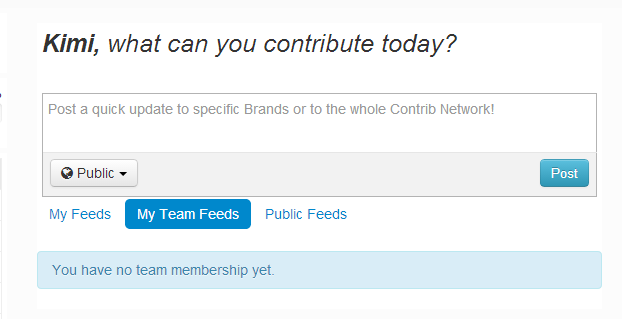 Kimi, what can you contribute today?
Post a quick update to specific Brands or to the whole Contrib Network!
Public
Post
My Feeds
My Team Feeds
Public Feeds
You have no team membership yet.